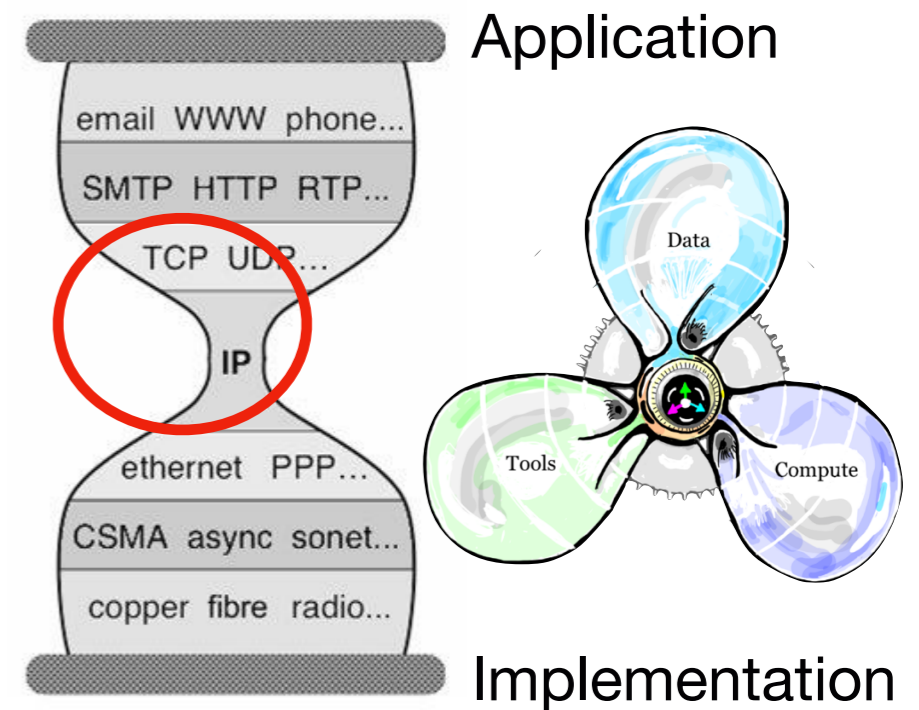 Application
email WWW phone...
SMTP HTTP RTP...
TCP UDP...
IP
ethernet PPP...
CSMA async sonet...
copper fibre radio...
Data
Tools
Compute
Implementation